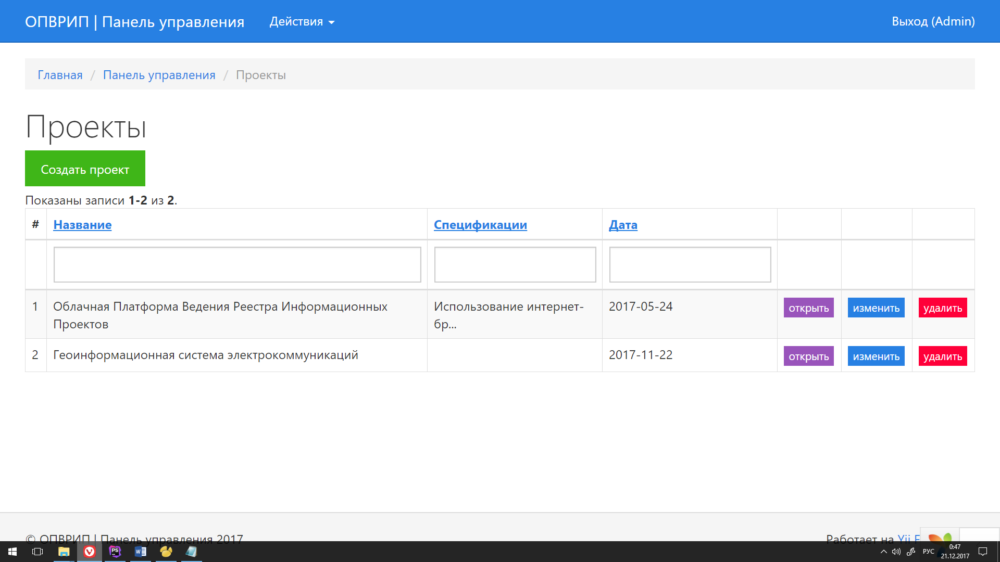 ОПВРИП | Панель управления Действия Выход (Admin)
Главная / Панель управления / Проекты
Проекты
Создать проект
Показаны записи 1-2 из 2.
# Название Спецификации Дата
1 Облачная Платформа Ведения Реестра Информационных Проектов Использование интернет-бр... 2017-05-24 открыть изменить удалить
2 Геоинформационная система электрокоммуникаций 2017-11-22 открыть изменить удалить
© ОПВРИП | Панель управления 2017 Работает на Yii F
PS W РУС 0:47
21.12.2017